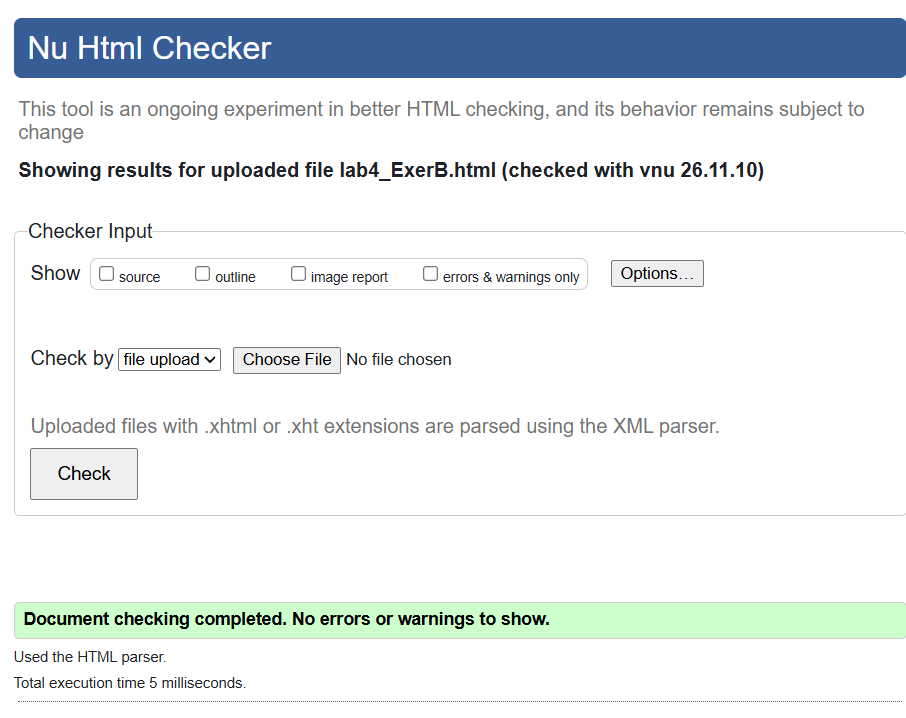 Nu Html Checker
This tool is an ongoing experiment in better HTML checking, and its behavior remains subject to
change
Showing results for uploaded file lab4_ExerB.html (checked with vnu 26.11.10)
Checker Input
Show source outline image report errors & warnings only Options...
Check by file upload Choose File No file chosen
Uploaded files with .xhtml or .xht extensions are parsed using the XML parser.
Check
Document checking completed. No errors or warnings to show.
Used the HTML parser.
Total execution time 5 milliseconds.